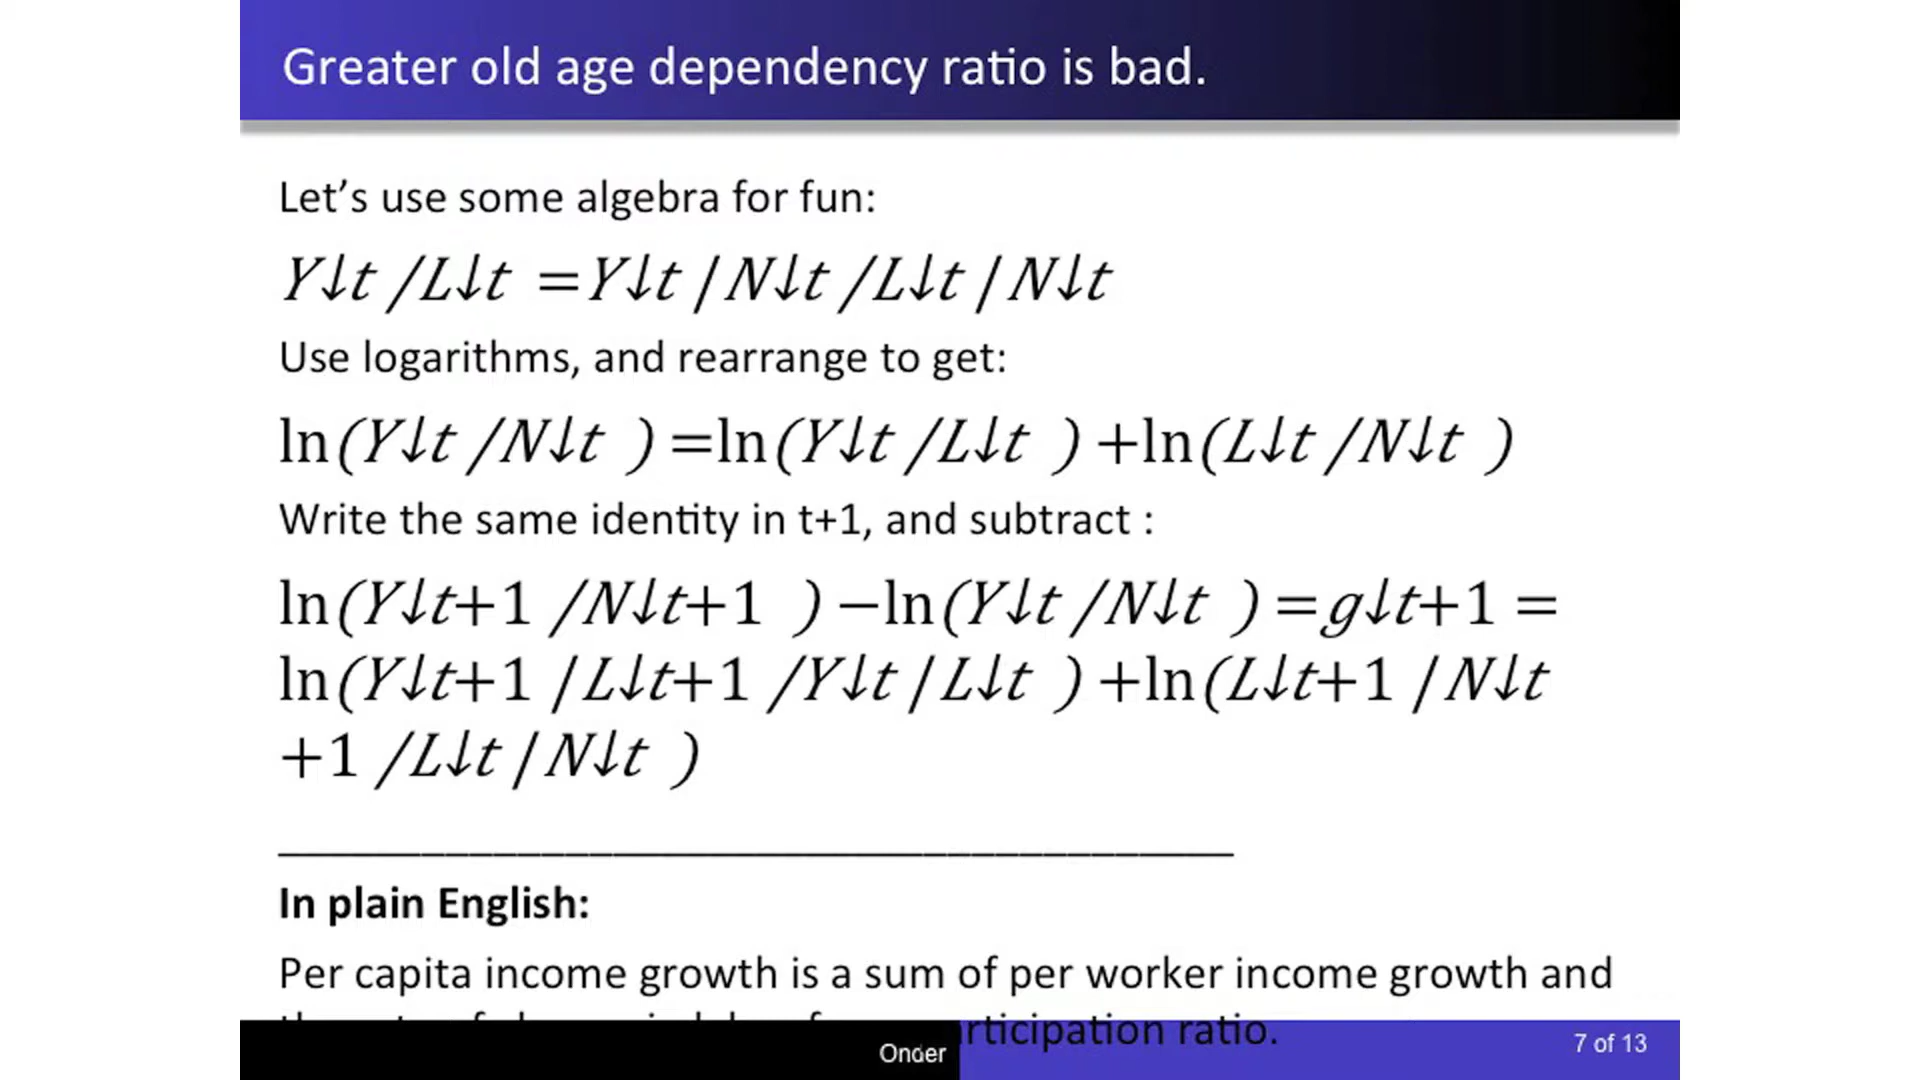 Greater old age dependency ratio is bad.
Let's use some algebra for fun:
Y↓t /L↓t =Y↓t /N↓t /L↓t /N↓t
Use logarithms, and rearrange to get:
ln(Y↓t /N↓t ) =ln(Y↓t /L↓t ) +ln(L↓t /N↓t )
Write the same identity in t+1, and subtract :
ln(Y↓t+1 /N↓t+1 ) −ln(Y↓t /N↓t ) =g↓t+1 =
ln(Y↓t+1 /L↓t+1 /Y↓t /L↓t ) +ln(L↓t+1 /N↓t
+1 /L↓t /N↓t )
In plain English:
Per capita income growth is a sum of per worker income growth and
rticipation ratio.
Onder
7 of 13